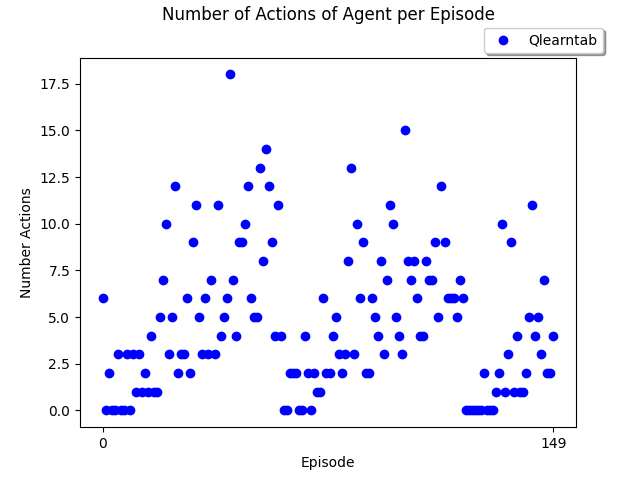 Number of Actions of Agent per Episode
Qlearntab
17.5
15.0
12.5
10.0
7.5
5.0
2.5
0.0
Number Actions
0
149
Episode